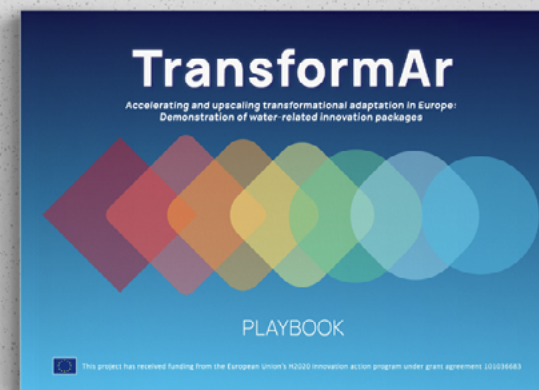 TransformAr
Accelerating and upscaling transformational adaptation in Europe:
Demonstration of water-related innovation packages
PLAYBOOK
This project has received funding from the European Union's H2020 innovation action program under grant agreement 101036683